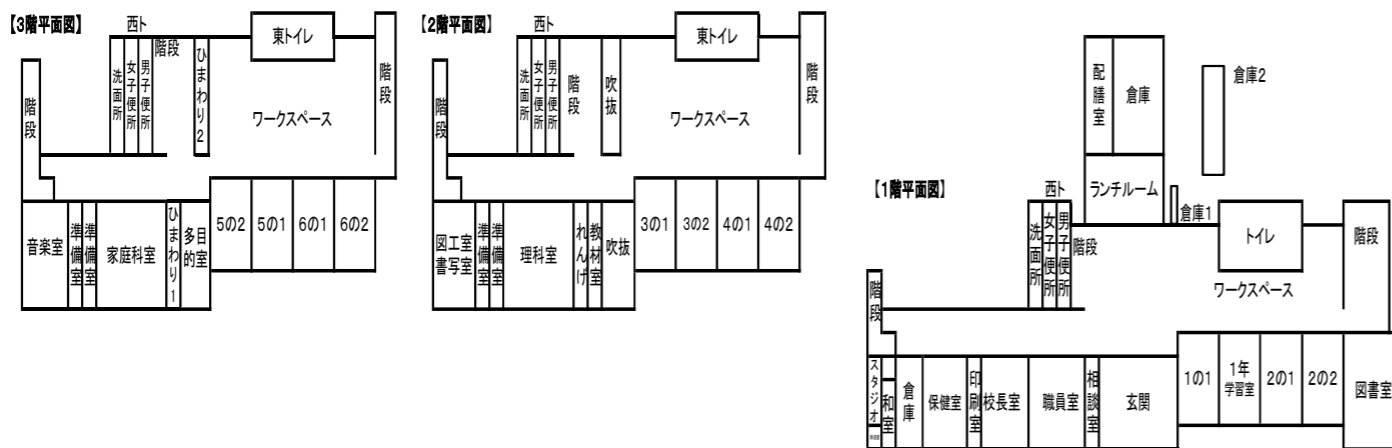 【3階平面図】
西ト
洗面所
女子便所
男子便所
階段
ひまわり2
東トイレ
階段
階段
ワークスペース
音楽室
準備室
準備室
家庭科室
ひまわり1
多目的室
5の2
5の1
6の1
6の2
【2階平面図】
西ト
洗面所
女子便所
男子便所
階段
吹抜
東トイレ
階段
階段
ワークスペース
図工室
書写室
準備室
準備室
理科室
れんげ
教材室
吹抜
3の1
3の2
4の1
4の2
【1階平面図】
配膳室
倉庫
倉庫2
ランチルーム
倉庫1
西ト
洗面所
女子便所
男子便所
階段
トイレ
階段
ワークスペース
階段
スタジオ
和室
倉庫
保健室
印刷室
校長室
職員室
相談室
玄関
1の1
1年
学習室
2の1
2の2
図書室